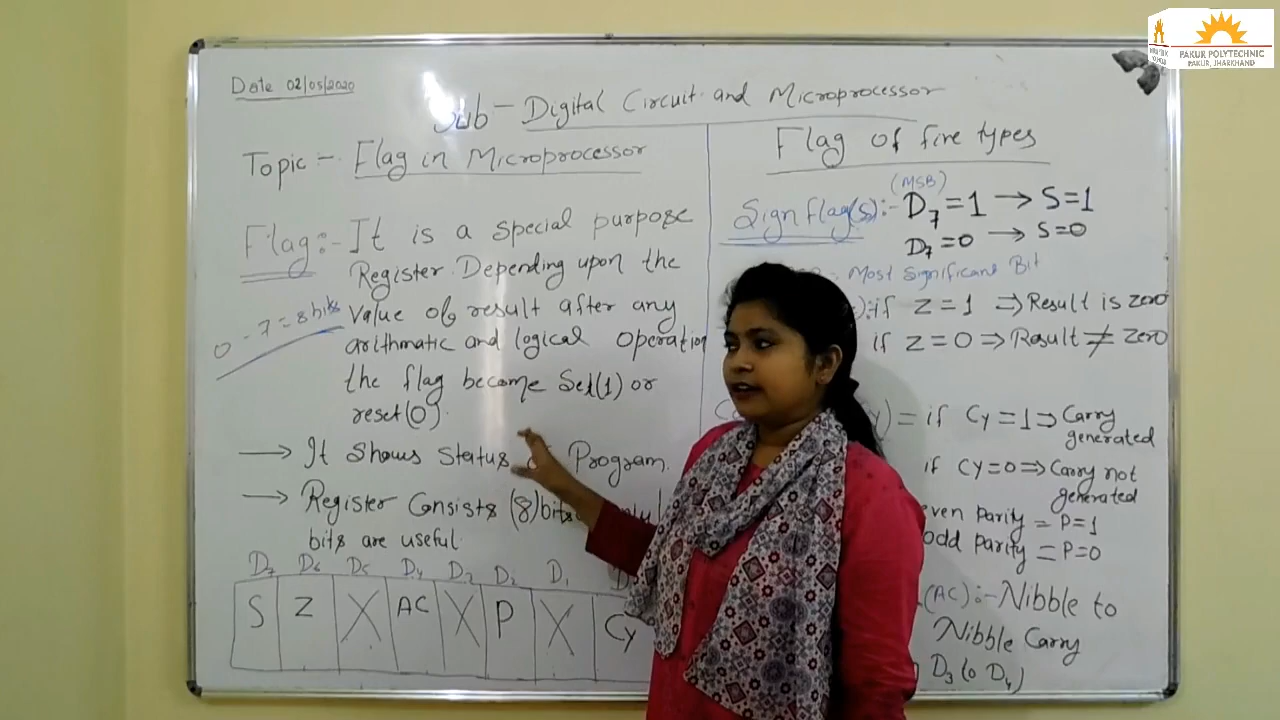 PAKUR POLYTECHNIC
PAKUR, JHARKHAND
Date 02/05/2020
Sub - Digital Circuit and Microprocessor
Topic - Flag in Microprocessor
Flag:- It is a special purpose
Register. Depending upon the
Value of result after any
arithmatic and logical operation
the flag become Set(1) or
reset(0).
0 - 7 = 8 bits
→ It Shows Status Program.
→ Register Consists (8)bits
bits are useful.
D7 D6 D5 D4 D3 D2 D1
S Z X AC X P X Cy
Flag of five types
(MSB)
Sign flag(s):- D7=1 → S=1
D7=0 → S=0
Most Significant Bit
if Z=1 ⇒ Result is zero
if Z=0 ⇒ Result ≠ zero
= if Cy=1 ⇒ Carry
generated
if Cy=0 ⇒ Carry not
generated
even parity = P=1
odd parity = P=0
(AC):- Nibble to
Nibble Carry
D3 to D4)